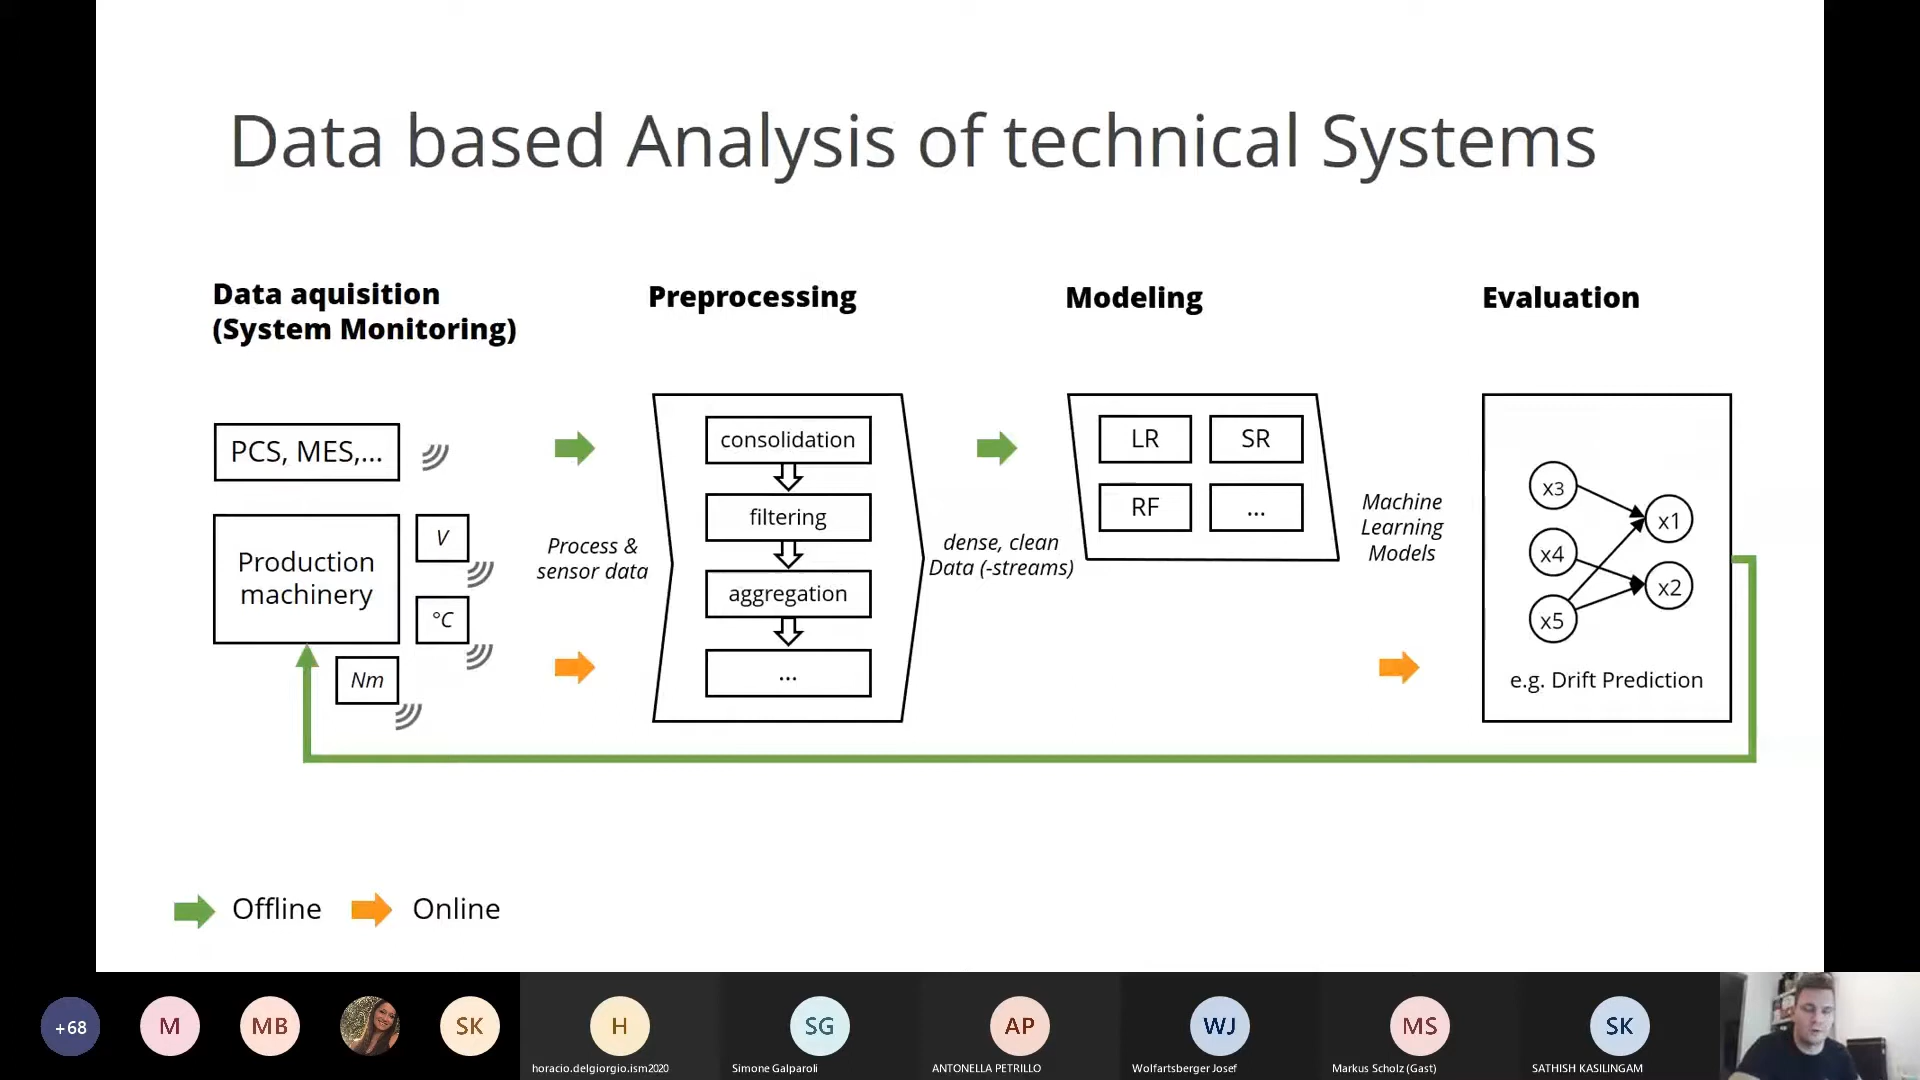 Data based Analysis of technical Systems
Data aquisition
(System Monitoring)
Preprocessing
Modeling
Evaluation
PCS, MES,...
Production
machinery
V
°C
Nm
Process &
sensor data
consolidation
filtering
aggregation
...
dense, clean
Data (-streams)
LR
SR
RF
...
Machine
Learning
Models
x3
x4
x5
x1
x2
e.g. Drift Prediction
Offline
Online
+68
M
MB
SK
H
horacio.delgiorgio.ism2020
SG
Simone Galparoli
AP
ANTONELLA PETRILLO
WJ
Wolfartsberger Josef
MS
Markus Scholz (Gast)
SK
SATHISH KASILINGAM